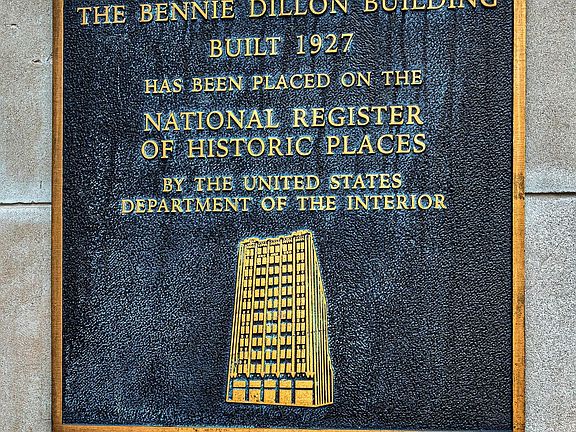 THE BENNIE DILLON BUILDING
BUILT 1927
HAS BEEN PLACED ON THE
NATIONAL REGISTER
OF HISTORIC PLACES
BY THE UNITED STATES
DEPARTMENT OF THE INTERIOR